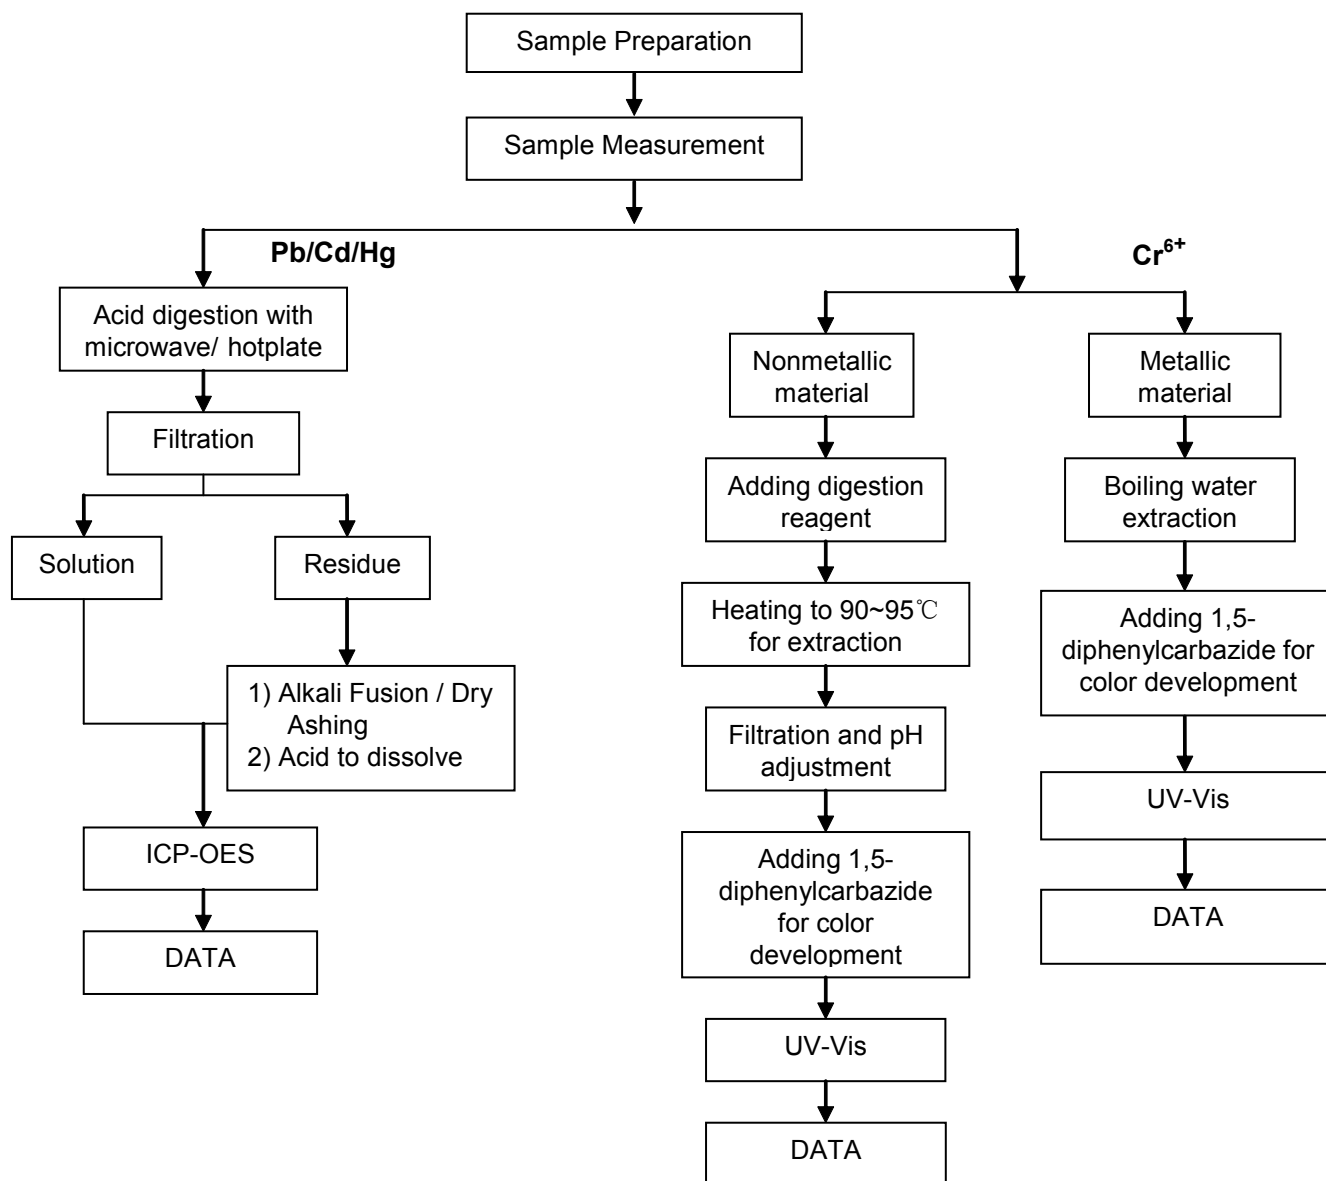 Sample Preparation
Sample Measurement
Pb/Cd/Hg
Cr⁶⁺
Acid digestion with
microwave/ hotplate
Filtration
Solution
Residue
1) Alkali Fusion / Dry
Ashing
2) Acid to dissolve
ICP-OES
DATA
Nonmetallic
material
Adding digestion
reagent
Heating to 90~95℃
for extraction
Filtration and pH
adjustment
Adding 1,5-
diphenylcarbazide
for color
development
UV-Vis
DATA
Metallic
material
Boiling water
extraction
Adding 1,5-
diphenylcarbazide for
color development
UV-Vis
DATA